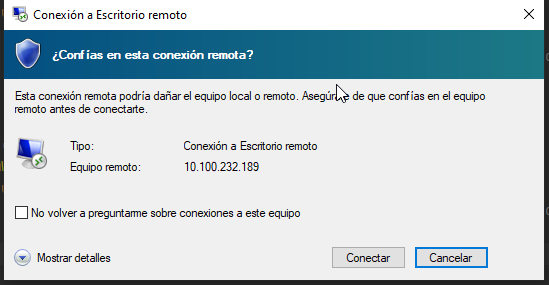 Conexión a Escritorio remoto
¿Confías en esta conexión remota?
Esta conexión remota podría dañar el equipo local o remoto. Asegúrate de que confías en el equipo
remoto antes de conectarte.
Tipo: Conexión a Escritorio remoto
Equipo remoto: 10.100.232.189
No volver a preguntarme sobre conexiones a este equipo
Mostrar detalles Conectar Cancelar